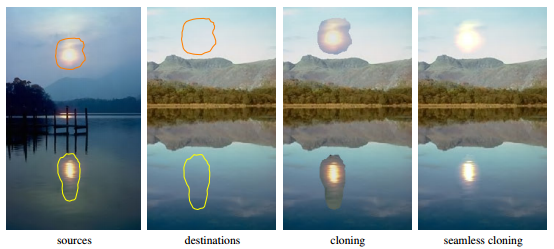 sources
destinations
cloning
seamless cloning